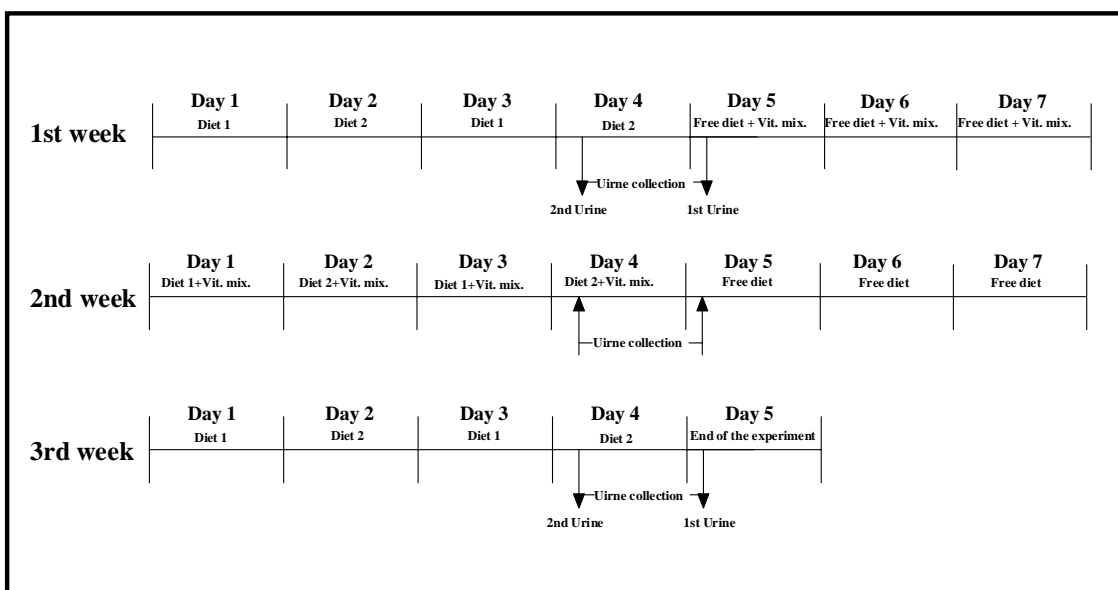 Day 1 Day 2 Day 3 Day 4 Day 5 Day 6 Day 7
Diet 1 Diet 2 Diet 1 Diet 2 Free diet + Vit. mix. Free diet + Vit. mix. Free diet + Vit. mix.
1st week
Uirne collection
2nd Urine 1st Urine
Day 1 Day 2 Day 3 Day 4 Day 5 Day 6 Day 7
Diet 1+Vit. mix. Diet 2+Vit. mix. Diet 1+Vit. mix. Diet 2+Vit. mix. Free diet Free diet Free diet
2nd week
Uirne collection
Day 1 Day 2 Day 3 Day 4 Day 5
Diet 1 Diet 2 Diet 1 Diet 2 End of the experiment
3rd week
Uirne collection
2nd Urine 1st Urine